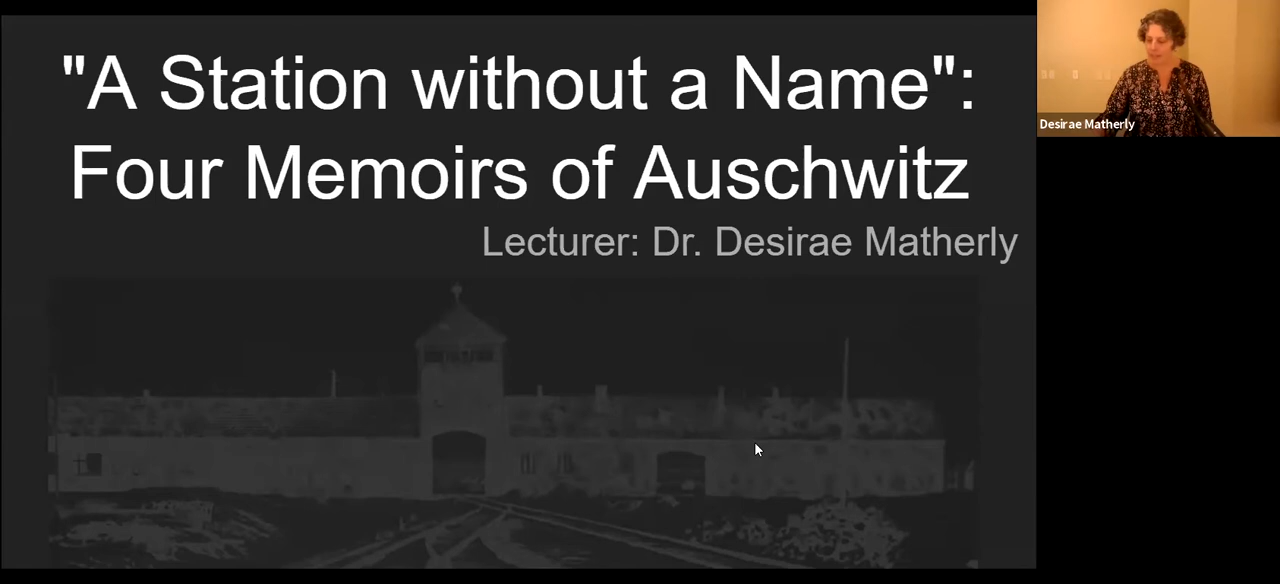 "A Station without a Name":
Four Memoirs of Auschwitz
Lecturer: Dr. Desirae Matherly
Desirae Matherly